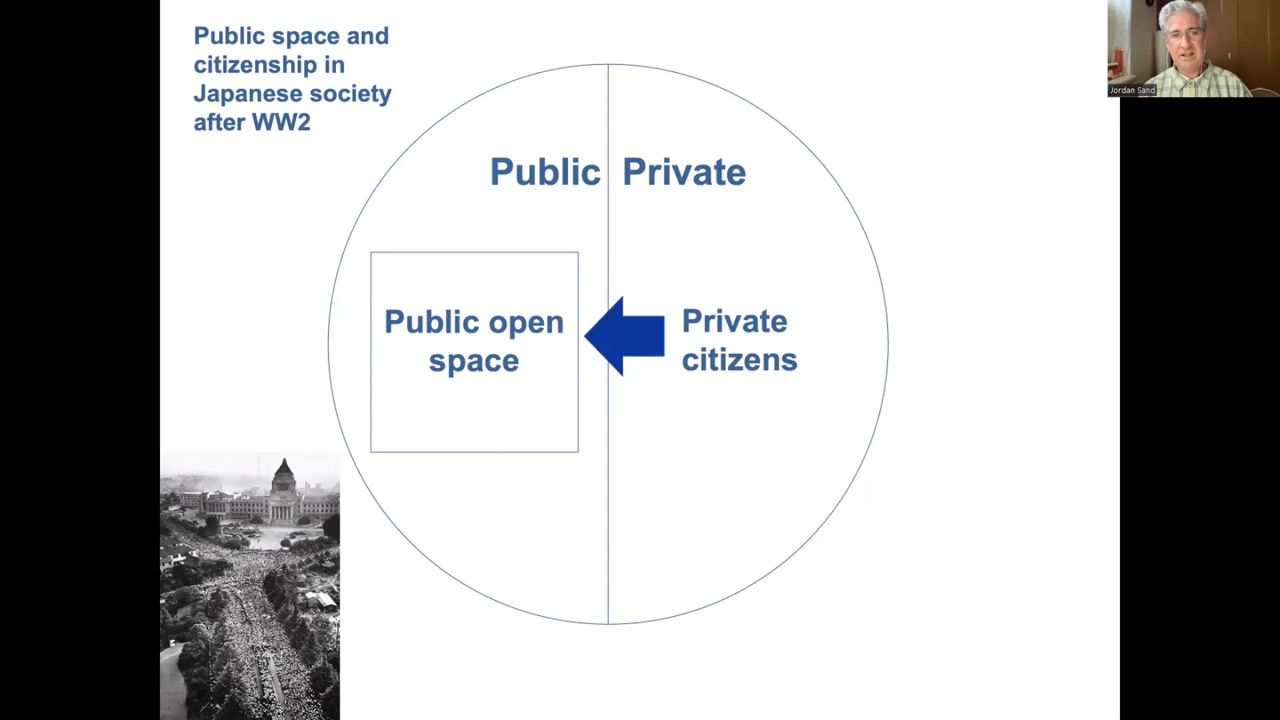 Public space and
citizenship in
Japanese society
after WW2
Jordan Sand
Public Private
Public open
space
Private
citizens